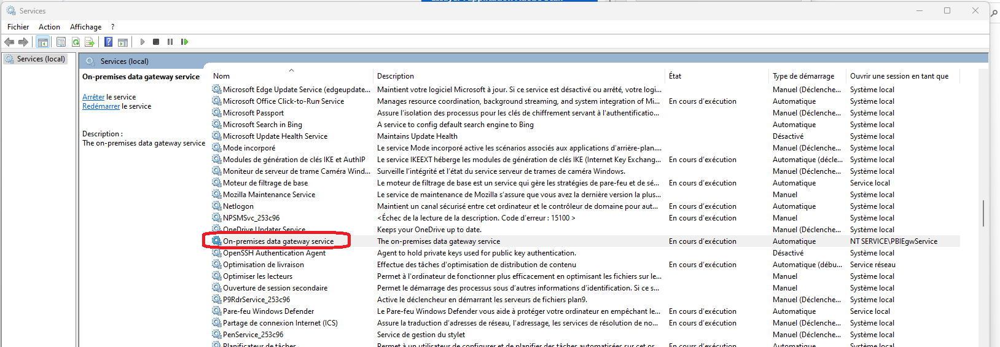 Services
Fichier Action Affichage ?
Services (local)
Services (local)
On-premises data gateway service
Arrêter le service
Redémarrer le service
Description :
The on-premises data gateway service
Nom Description État Type de démarrage Ouvrir une session en tant que
Microsoft Edge Update Service (edgeupdate... Maintient votre logiciel Microsoft à jour. Si ce service est désactivé ou arrêté, votre logi... Manuel (Déclenche... Système local
Microsoft Office Click-to-Run Service Manages resource coordination, background streaming, and system integration of Mi... En cours d'exécution Automatique Système local
Microsoft Passport Assure l'isolation des processus pour les clés de chiffrement servant à l'authentificatio... Manuel (Déclenche... Système local
Microsoft Search in Bing A service to config default search engine to Bing Automatique Système local
Microsoft Update Health Service Maintains Update Health Désactivé Système local
Mode incorporé Le service Mode incorporé active les scénarios associés aux applications d'arrière-plan.... Manuel (Déclenche... Système local
Modules de génération de clés IKE et AuthIP Le service IKEEXT héberge les modules de génération de clés IKE (Internet Key Exchang... En cours d'exécution Automatique (décle... Système local
Moniteur de serveur de trame Caméra Wind... Surveille l'intégrité et l'état du service serveur de trames de caméra Windows. Manuel (Déclenche... Système local
Moteur de filtrage de base Le moteur de filtrage de base est un service qui gère les stratégies de pare-feu et de sé... En cours d'exécution Automatique Service local
Mozilla Maintenance Service Le service de maintenance de Mozilla s'assure que vous avez la dernière version la plus... Manuel Système local
Netlogon Maintient un canal sécurisé entre cet ordinateur et le contrôleur de domaine pour aut... En cours d'exécution Automatique Système local
NPSMSvc_253c96 <Échec de la lecture de la description. Code d'erreur : 15100 > En cours d'exécution Manuel Système local
OneDrive Updater Service Keeps your OneDrive up to date. Manuel (Déclenche... Système local
On-premises data gateway service The on-premises data gateway service En cours d'exécution Automatique NT SERVICE\PBIEgwService
OpenSSH Authentication Agent Agent to hold private keys used for public key authentication. Désactivé Système local
Optimisation de livraison Effectue des tâches d'optimisation de distribution de contenu En cours d'exécution Automatique (débu... Service réseau
Optimiser les lecteurs Permet à l'ordinateur de fonctionner plus efficacement en optimisant les fichiers sur le... Manuel Système local
Ouverture de session secondaire Permet le démarrage des processus sous d'autres informations d'identification. Si ce s... Manuel Système local
P9RdrService_253c96 Active le déclencheur en démarrant les serveurs de fichiers plan9. Manuel (Déclenche... Système local
Pare-feu Windows Defender Le Pare-feu Windows Defender vous aide à protéger votre ordinateur en empêchant le... En cours d'exécution Automatique Service local
Partage de connexion Internet (ICS) Assure la traduction d'adresses de réseau, l'adressage, les services de résolution de no... En cours d'exécution Manuel (Déclenche... Système local
PenService_253c96 Service de gestion du stylet Manuel (Déclenche... Système local
Planificateur de tâches Permet à un utilisateur de configurer et de planifier des tâches automatisées sur cet or... En cours d'exécution Automatique Système local